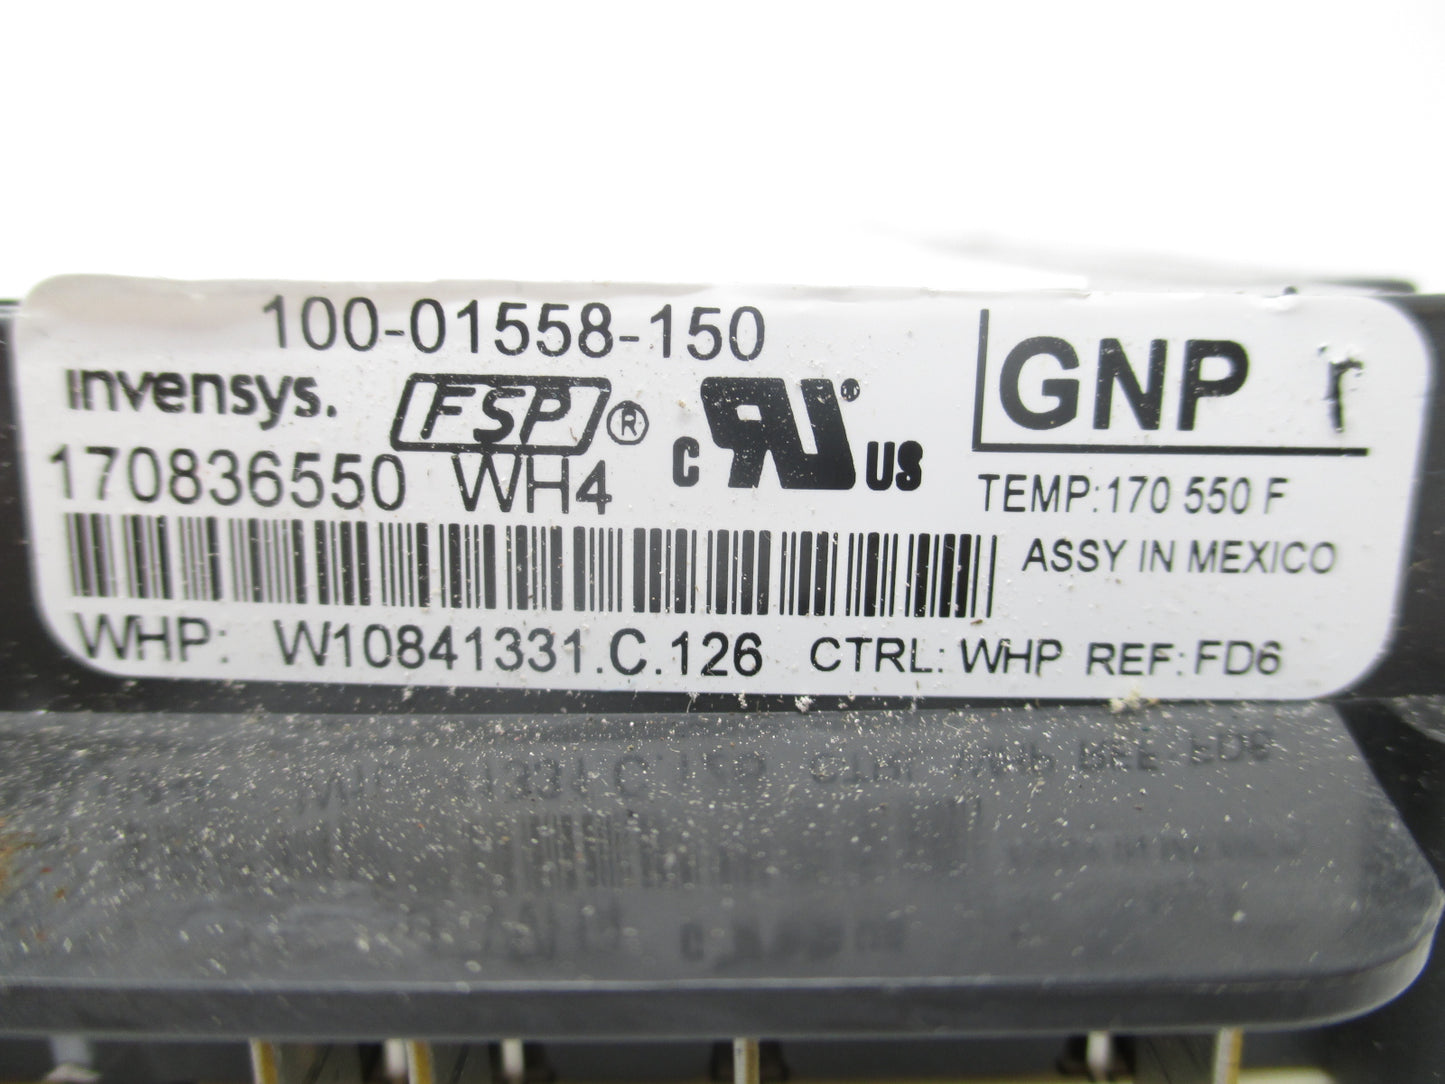 100-01558-150
invensys. FSP® GNP r
c RU® US
170836550 WH4 TEMP:170 550 F
ASSY IN MEXICO
WHP: W10841331.C.126 CTRL: WHP REF: FD6